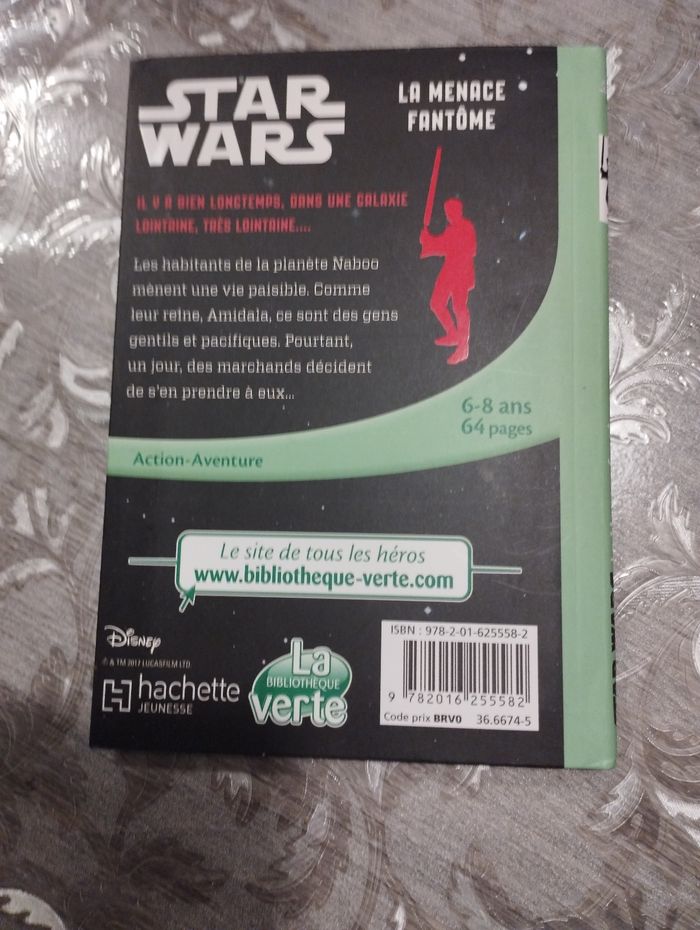 STAR
WARS
LA MENACE
FANTÔME
IL Y A BIEN LONGTEMPS, DANS UNE GALAXIE
LOINTAINE, TRÈS LOINTAINE....
Les habitants de la planète Naboo
mènent une vie paisible. Comme
leur reine, Amidala, ce sont des gens
gentils et pacifiques. Pourtant,
un jour, des marchands décident
de s'en prendre à eux...
6-8 ans
64 pages
Action-Aventure
Le site de tous les héros
www.bibliotheque-verte.com
Disney
© & TM 2017 LUCASFILM LTD.
hachette
JEUNESSE
La
BIBLIOTHÈQUE
verte
ISBN : 978-2-01-625558-2
9 782016 255582
Code prix BRV0 36.6674-5